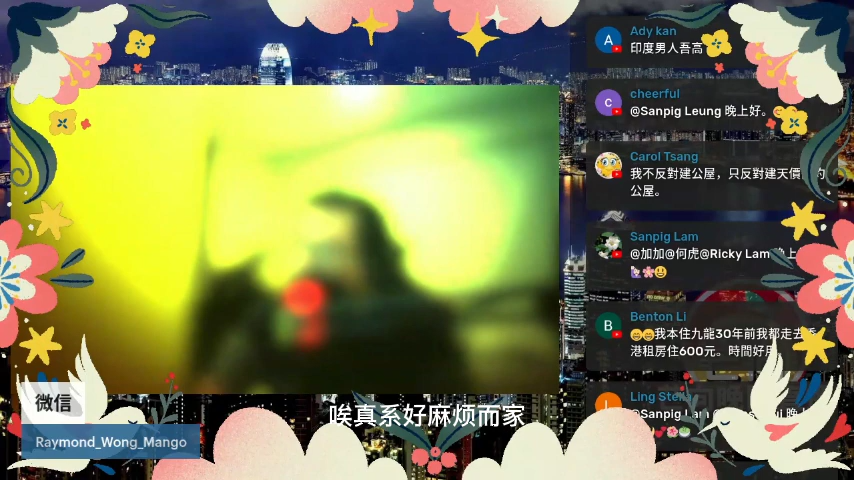 Ady kan
印度男人吾高
cheerful
@Sanpig Leung 晚上好。
Carol Tsang
我不反對建公屋，只反對建天價
公屋。
Sanpig Lam
@加加@何虎@Ricky Lam 晚上
Benton Li
我本住九龍30年前我都走去
港租房住600元。時間好
Ling
微信
Raymond_Wong_Mango
唉真系好麻烦而家